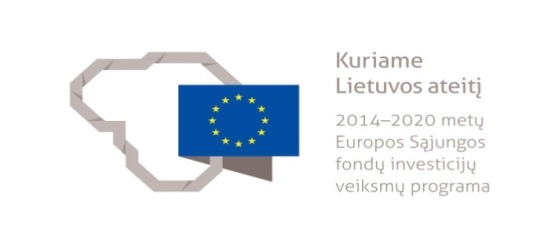 Kuriame
Lietuvos ateitį
2014–2020 metų
Europos Sąjungos
fondų investicijų
veiksmų programa